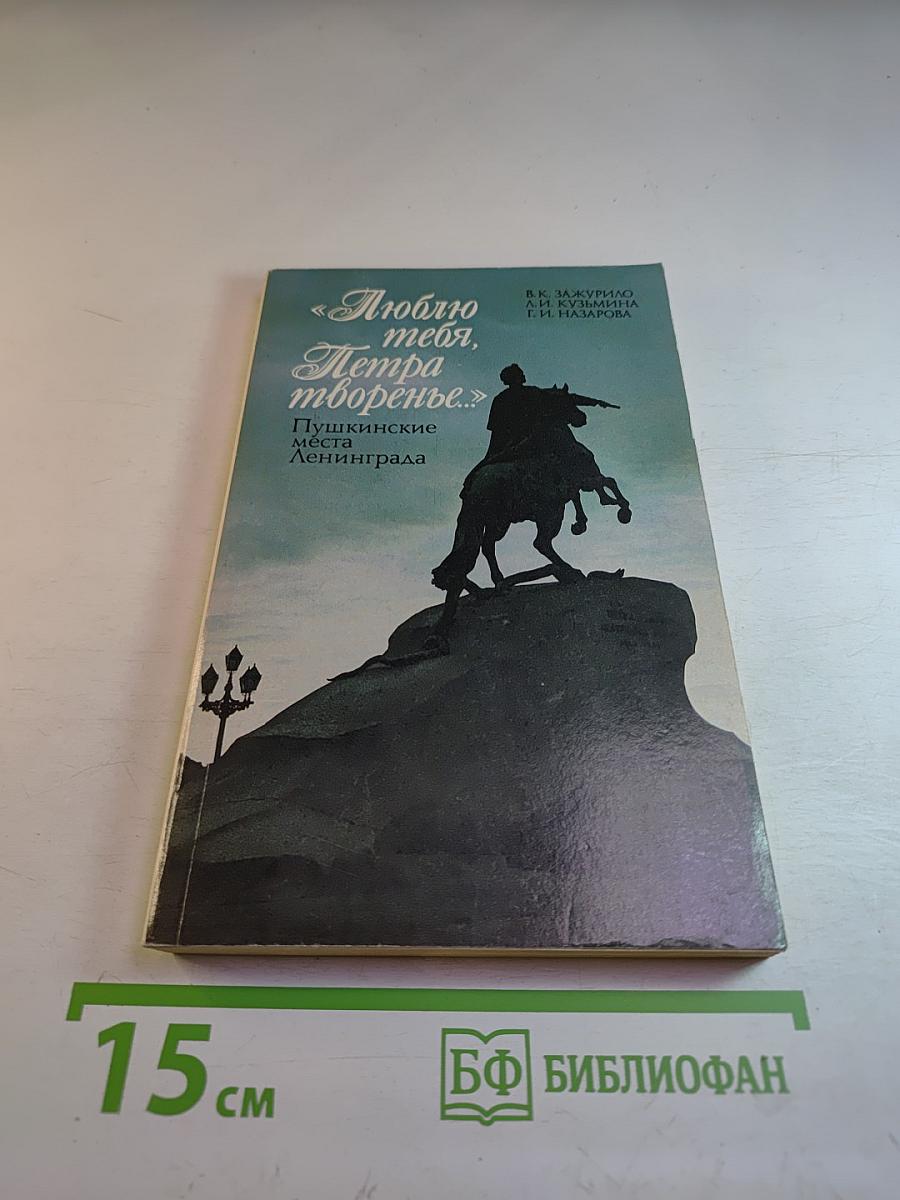 «Люблю
тебя,
Петра
творенье...»
Пушкинские
места
Ленинграда
В. К. ЗАЖУРИЛО
Л. И. КУЗЬМИНА
Г. И. НАЗАРОВА
15 см
БФ БИБЛИОФАН